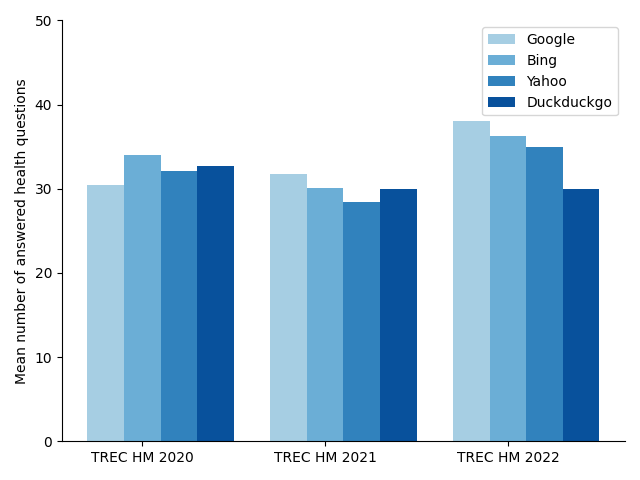 50
40
30
20
10
0
Mean number of answered health questions
Google
Bing
Yahoo
Duckduckgo
TREC HM 2020
TREC HM 2021
TREC HM 2022